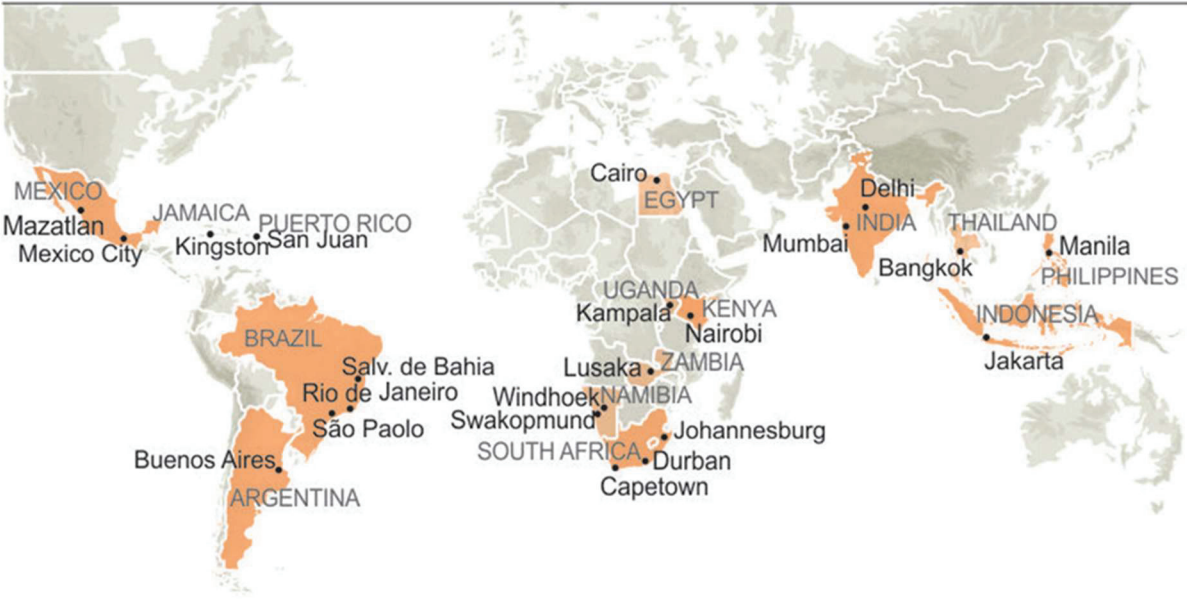 Cairo
EGYPT
MEXICO
Mazatlan
Mexico City
JAMAICA
Kingston
PUERTO RICO
San Juan
Delhi
INDIA
Mumbai
THAILAND
Bangkok
Manila
PHILIPPINES
UGANDA
Kampala
KENYA
Nairobi
INDONESIA
Jakarta
BRAZIL
Salv. de Bahia
Rio de Janeiro
São Paolo
Lusaka
ZAMBIA
Windhoek
NAMIBIA
Swakopmund
SOUTH AFRICA
Johannesburg
Durban
Capetown
Buenos Aires
ARGENTINA